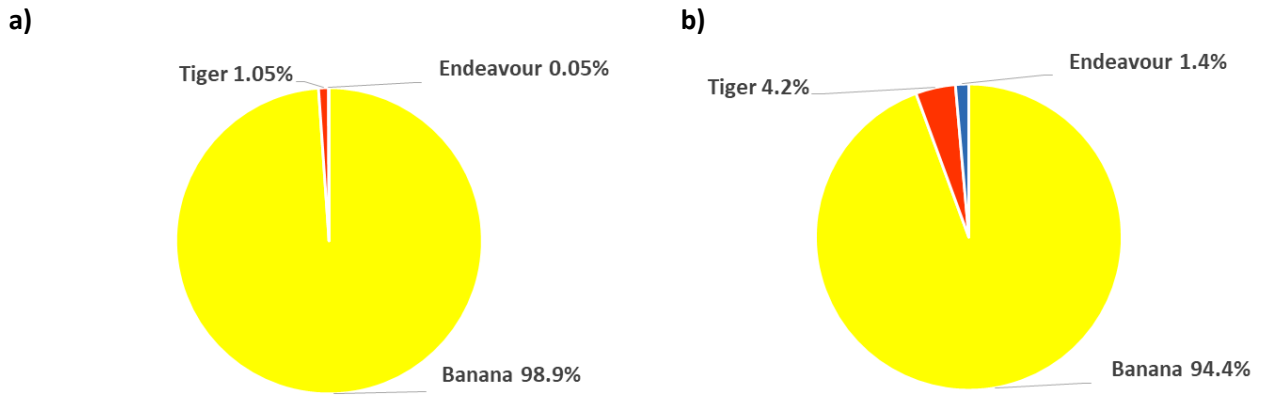 a)
Tiger 1.05%
Endeavour 0.05%
Banana 98.9%
b)
Tiger 4.2%
Endeavour 1.4%
Banana 94.4%